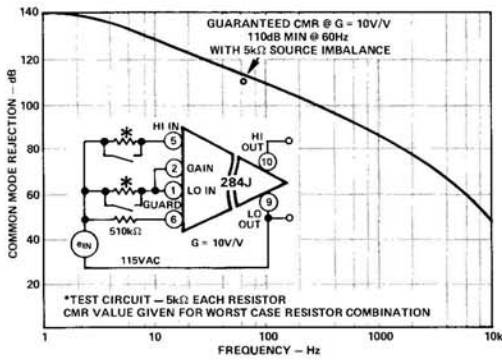 140
120
100
80
60
40
20
COMMON MODE REJECTION – dB
GUARANTEED CMR @ G = 10V/V
110dB MIN @ 60Hz
WITH 5kΩ SOURCE IMBALANCE
*
HI IN
5
2
GAIN
*
1
LO IN
GUARD
6
510kΩ
284J
G = 10V/V
HI
OUT
10
9
LO
OUT
eIN
115VAC
*TEST CIRCUIT – 5kΩ EACH RESISTOR
CMR VALUE GIVEN FOR WORST CASE RESISTOR COMBINATION
1
10
100
1000
10k
FREQUENCY – Hz